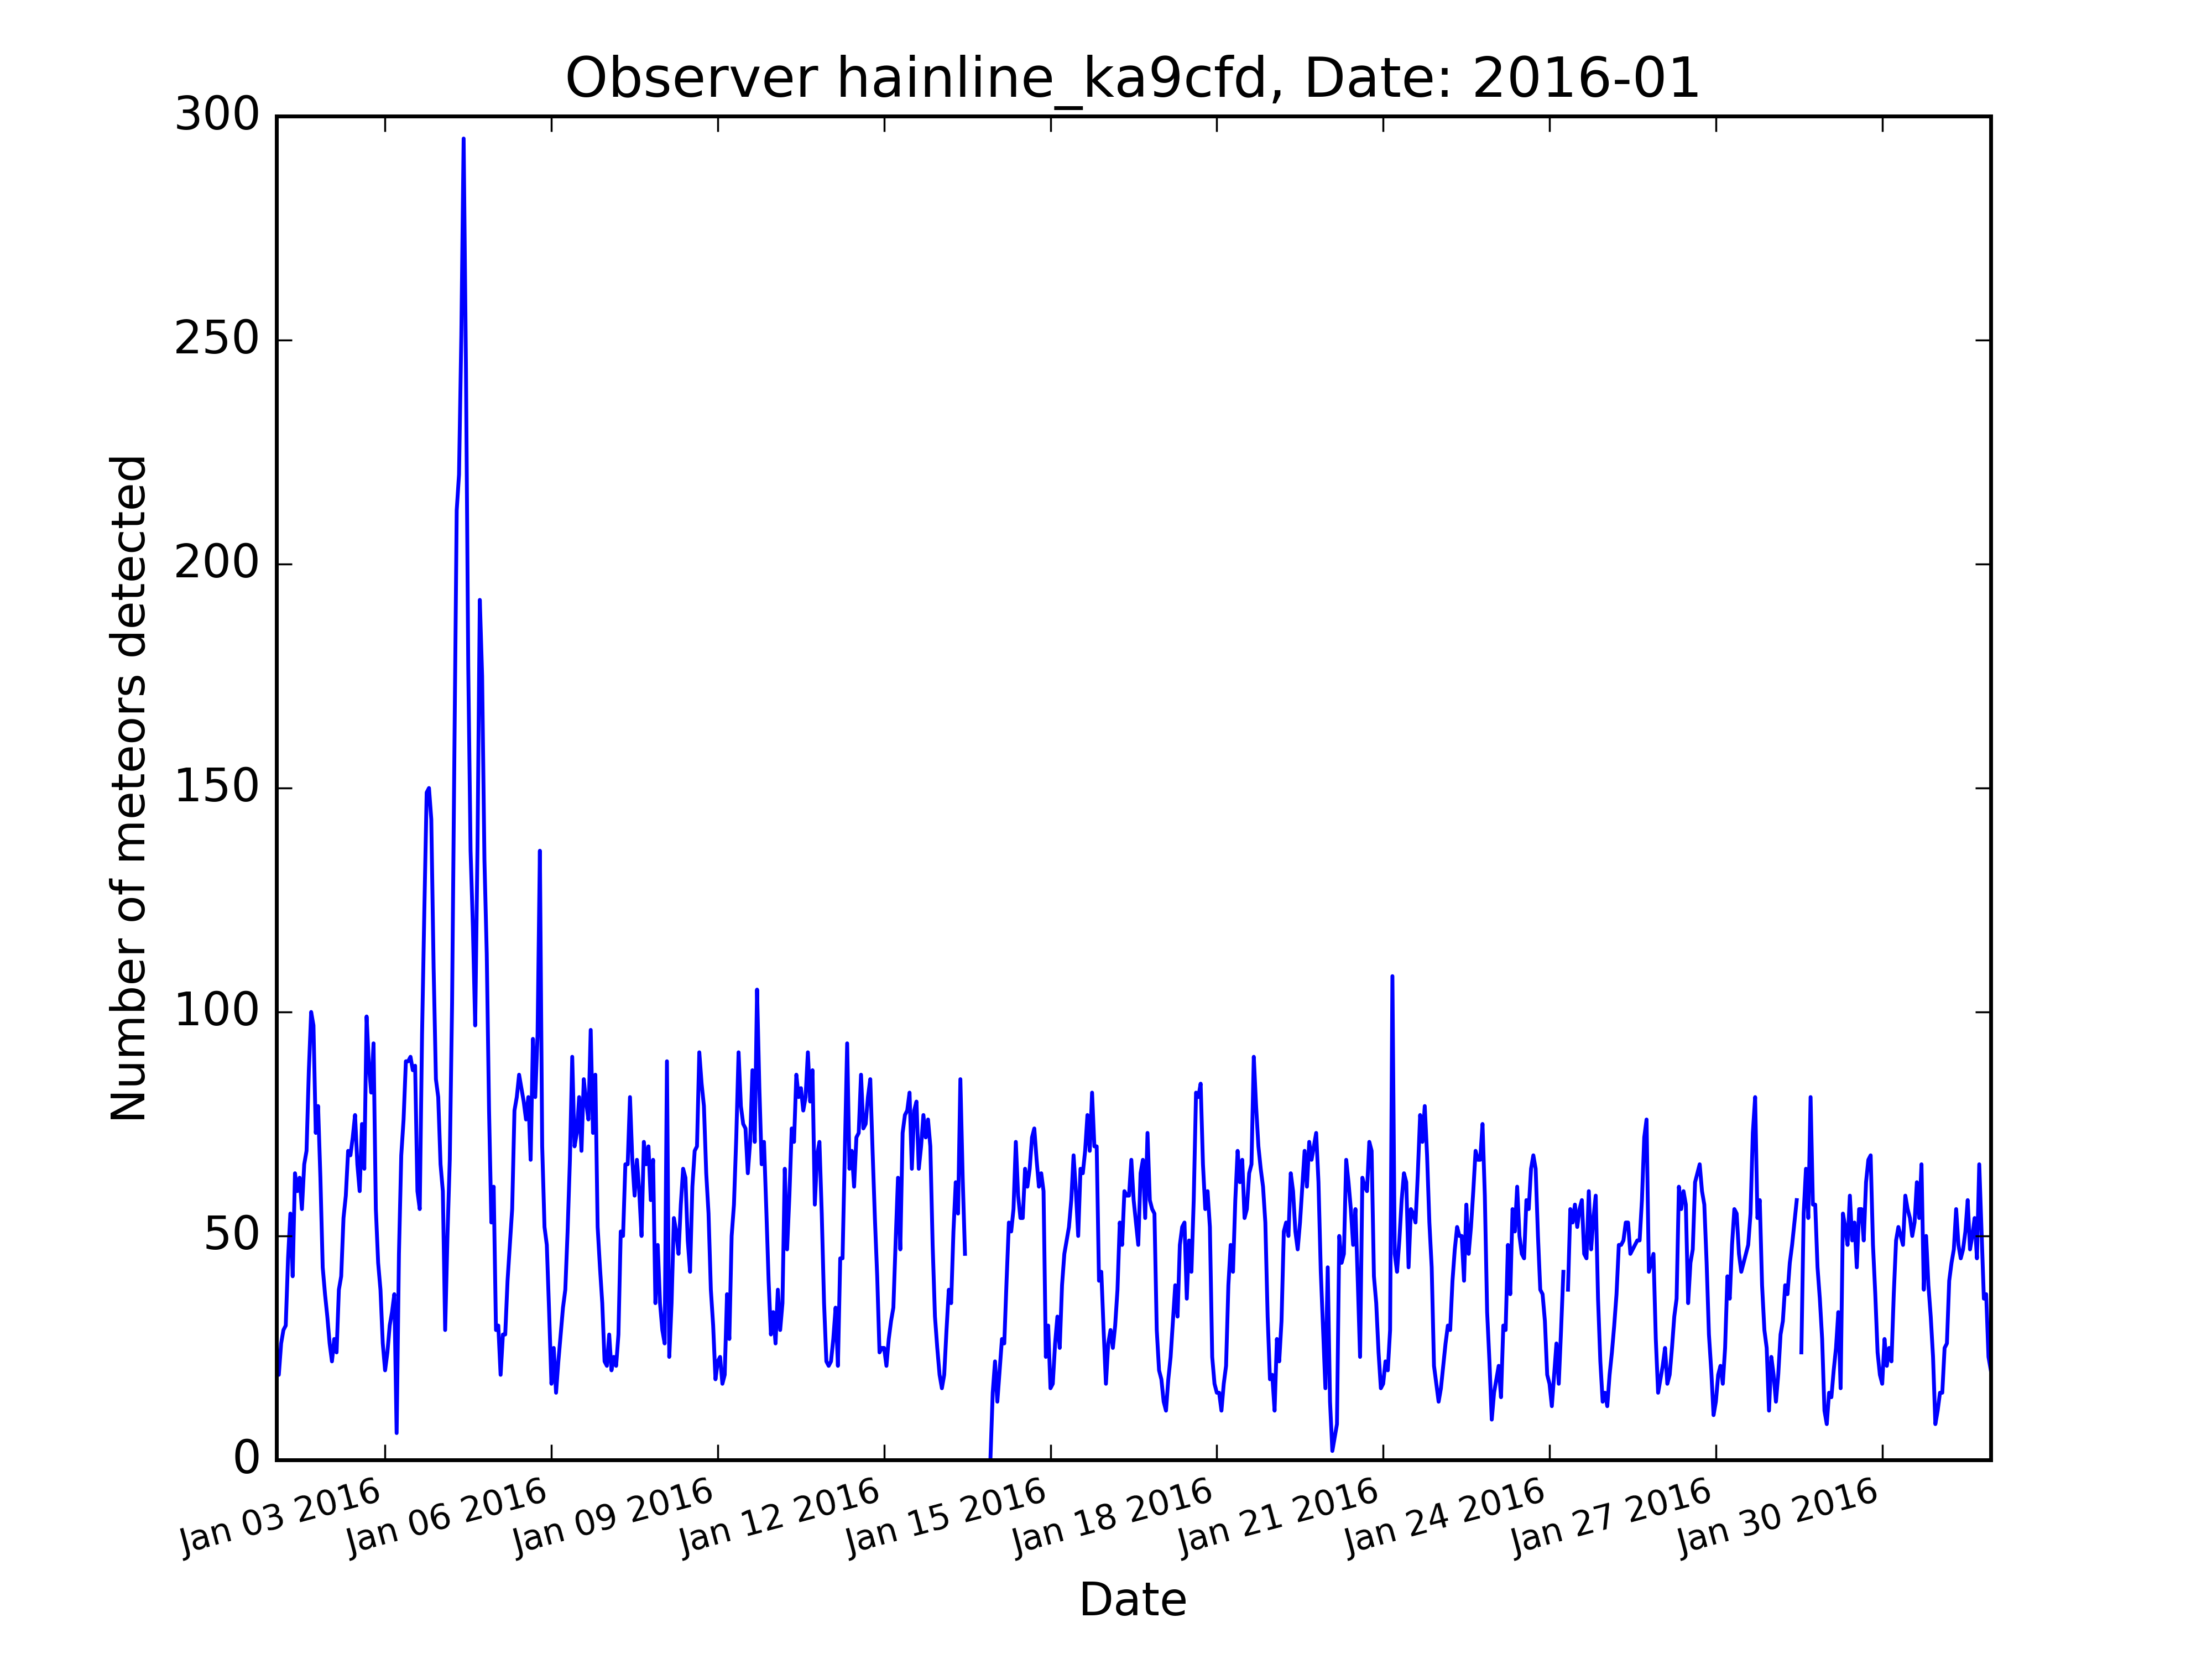 Observer hainline_ka9cfd, Date: 2016-01
300
250
200
150
100
50
0
Number of meteors detected
Jan 03 2016
Jan 06 2016
Jan 09 2016
Jan 12 2016
Jan 15 2016
Jan 18 2016
Jan 21 2016
Jan 24 2016
Jan 27 2016
Jan 30 2016
Date